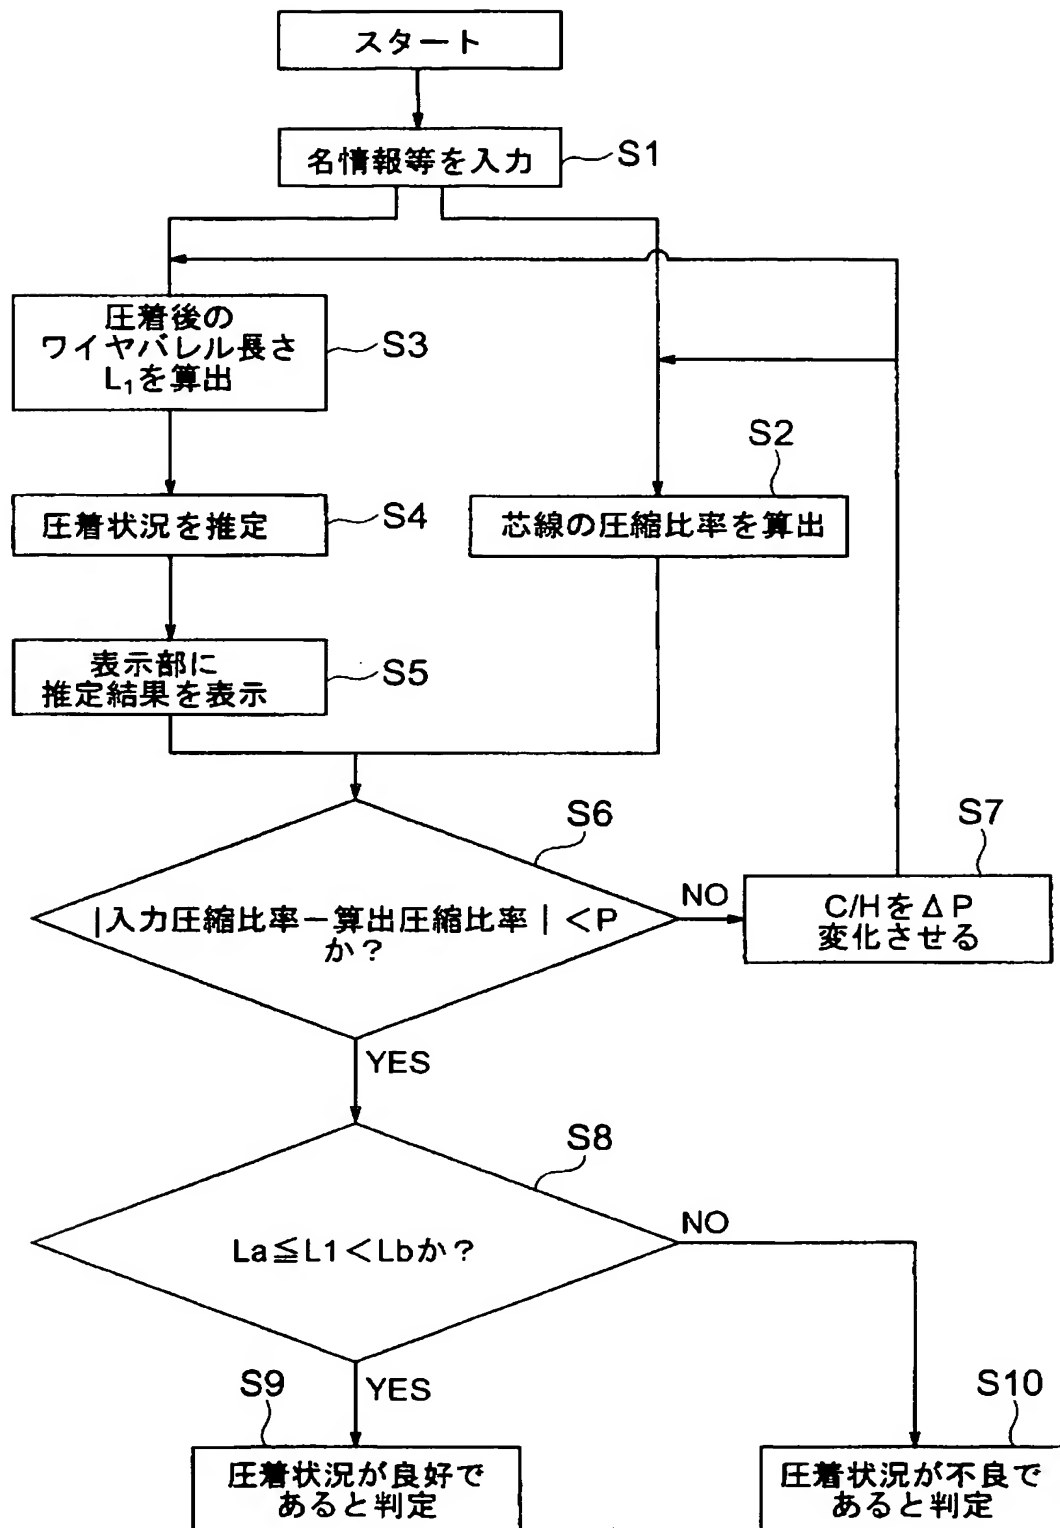 スタート
名情報等を入力
S1
圧着後の
ワイヤバレル長さ
L₁を算出
S3
S2
圧着状況を推定
S4
芯線の圧縮比率を算出
表示部に
推定結果を表示
S5
S6
|入力圧縮比率－算出圧縮比率|＜P
か？
NO
S7
C/HをΔP
変化させる
YES
S8
La≦L1＜Lbか？
NO
YES
S9
圧着状況が良好で
あると判定
S10
圧着状況が不良で
あると判定